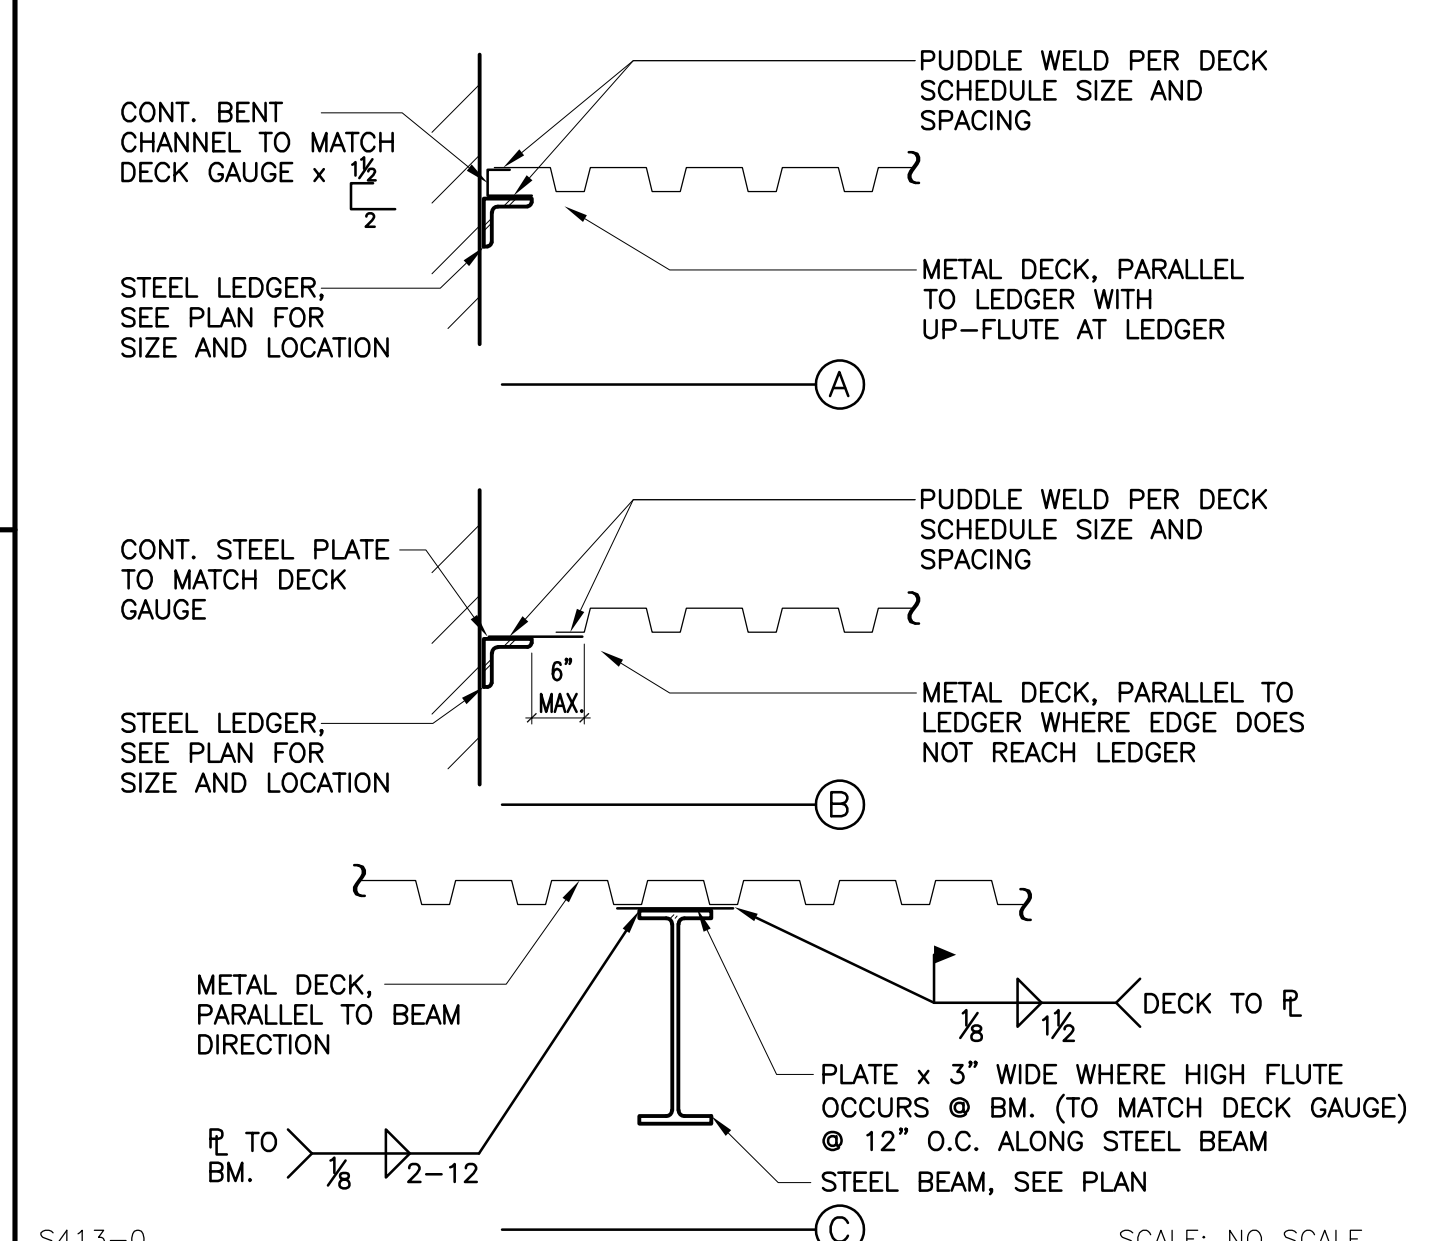 PUDDLE WELD PER DECK
SCHEDULE SIZE AND
SPACING
CONT. BENT
CHANNEL TO MATCH
DECK GAUGE x 1½
2
STEEL LEDGER,
SEE PLAN FOR
SIZE AND LOCATION
METAL DECK, PARALLEL
TO LEDGER WITH
UP-FLUTE AT LEDGER
A
PUDDLE WELD PER DECK
SCHEDULE SIZE AND
SPACING
CONT. STEEL PLATE
TO MATCH DECK
GAUGE
6"
MAX.
STEEL LEDGER,
SEE PLAN FOR
SIZE AND LOCATION
METAL DECK, PARALLEL TO
LEDGER WHERE EDGE DOES
NOT REACH LEDGER
B
METAL DECK,
PARALLEL TO BEAM
DIRECTION
DECK TO ⅊
1/8 1½
PLATE x 3" WIDE WHERE HIGH FLUTE
OCCURS @ BM. (TO MATCH DECK GAUGE)
@ 12" O.C. ALONG STEEL BEAM
STEEL BEAM, SEE PLAN
⅊ TO
BM.
1/8 2-12
C
S413-0
SCALE: NO SCALE